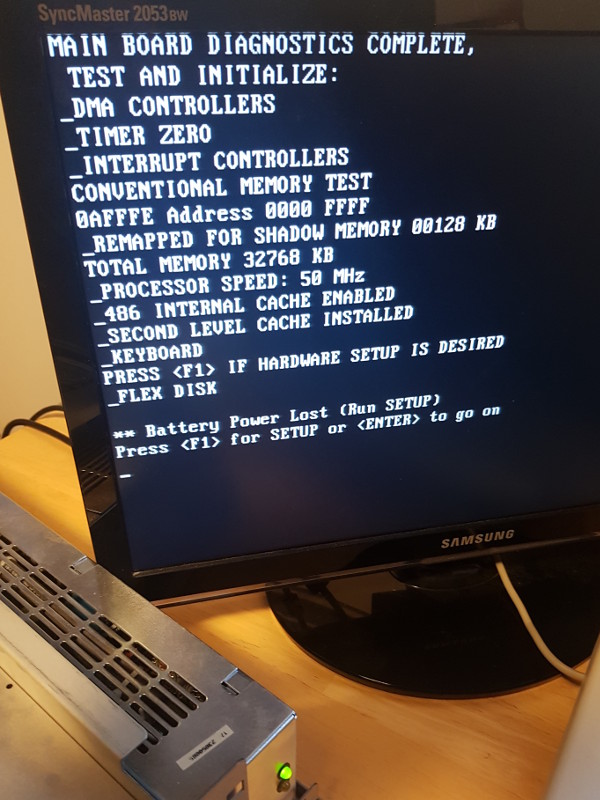 SyncMaster 2053BW
MAIN BOARD DIAGNOSTICS COMPLETE,
TEST AND INITIALIZE:
_DMA CONTROLLERS
_TIMER ZERO
_INTERRUPT CONTROLLERS
CONVENTIONAL MEMORY TEST
0AFFFE Address 0000 FFFF
_REMAPPED FOR SHADOW MEMORY 00128 KB
TOTAL MEMORY 32768 KB
_PROCESSOR SPEED: 50 MHz
_486 INTERNAL CACHE ENABLED
_SECOND LEVEL CACHE INSTALLED
_KEYBOARD
PRESS <F1> IF HARDWARE SETUP IS DESIRED
_FLEX DISK
** Battery Power Lost (Run SETUP)
Press <F1> for SETUP or <ENTER> to go on
_
SAMSUNG